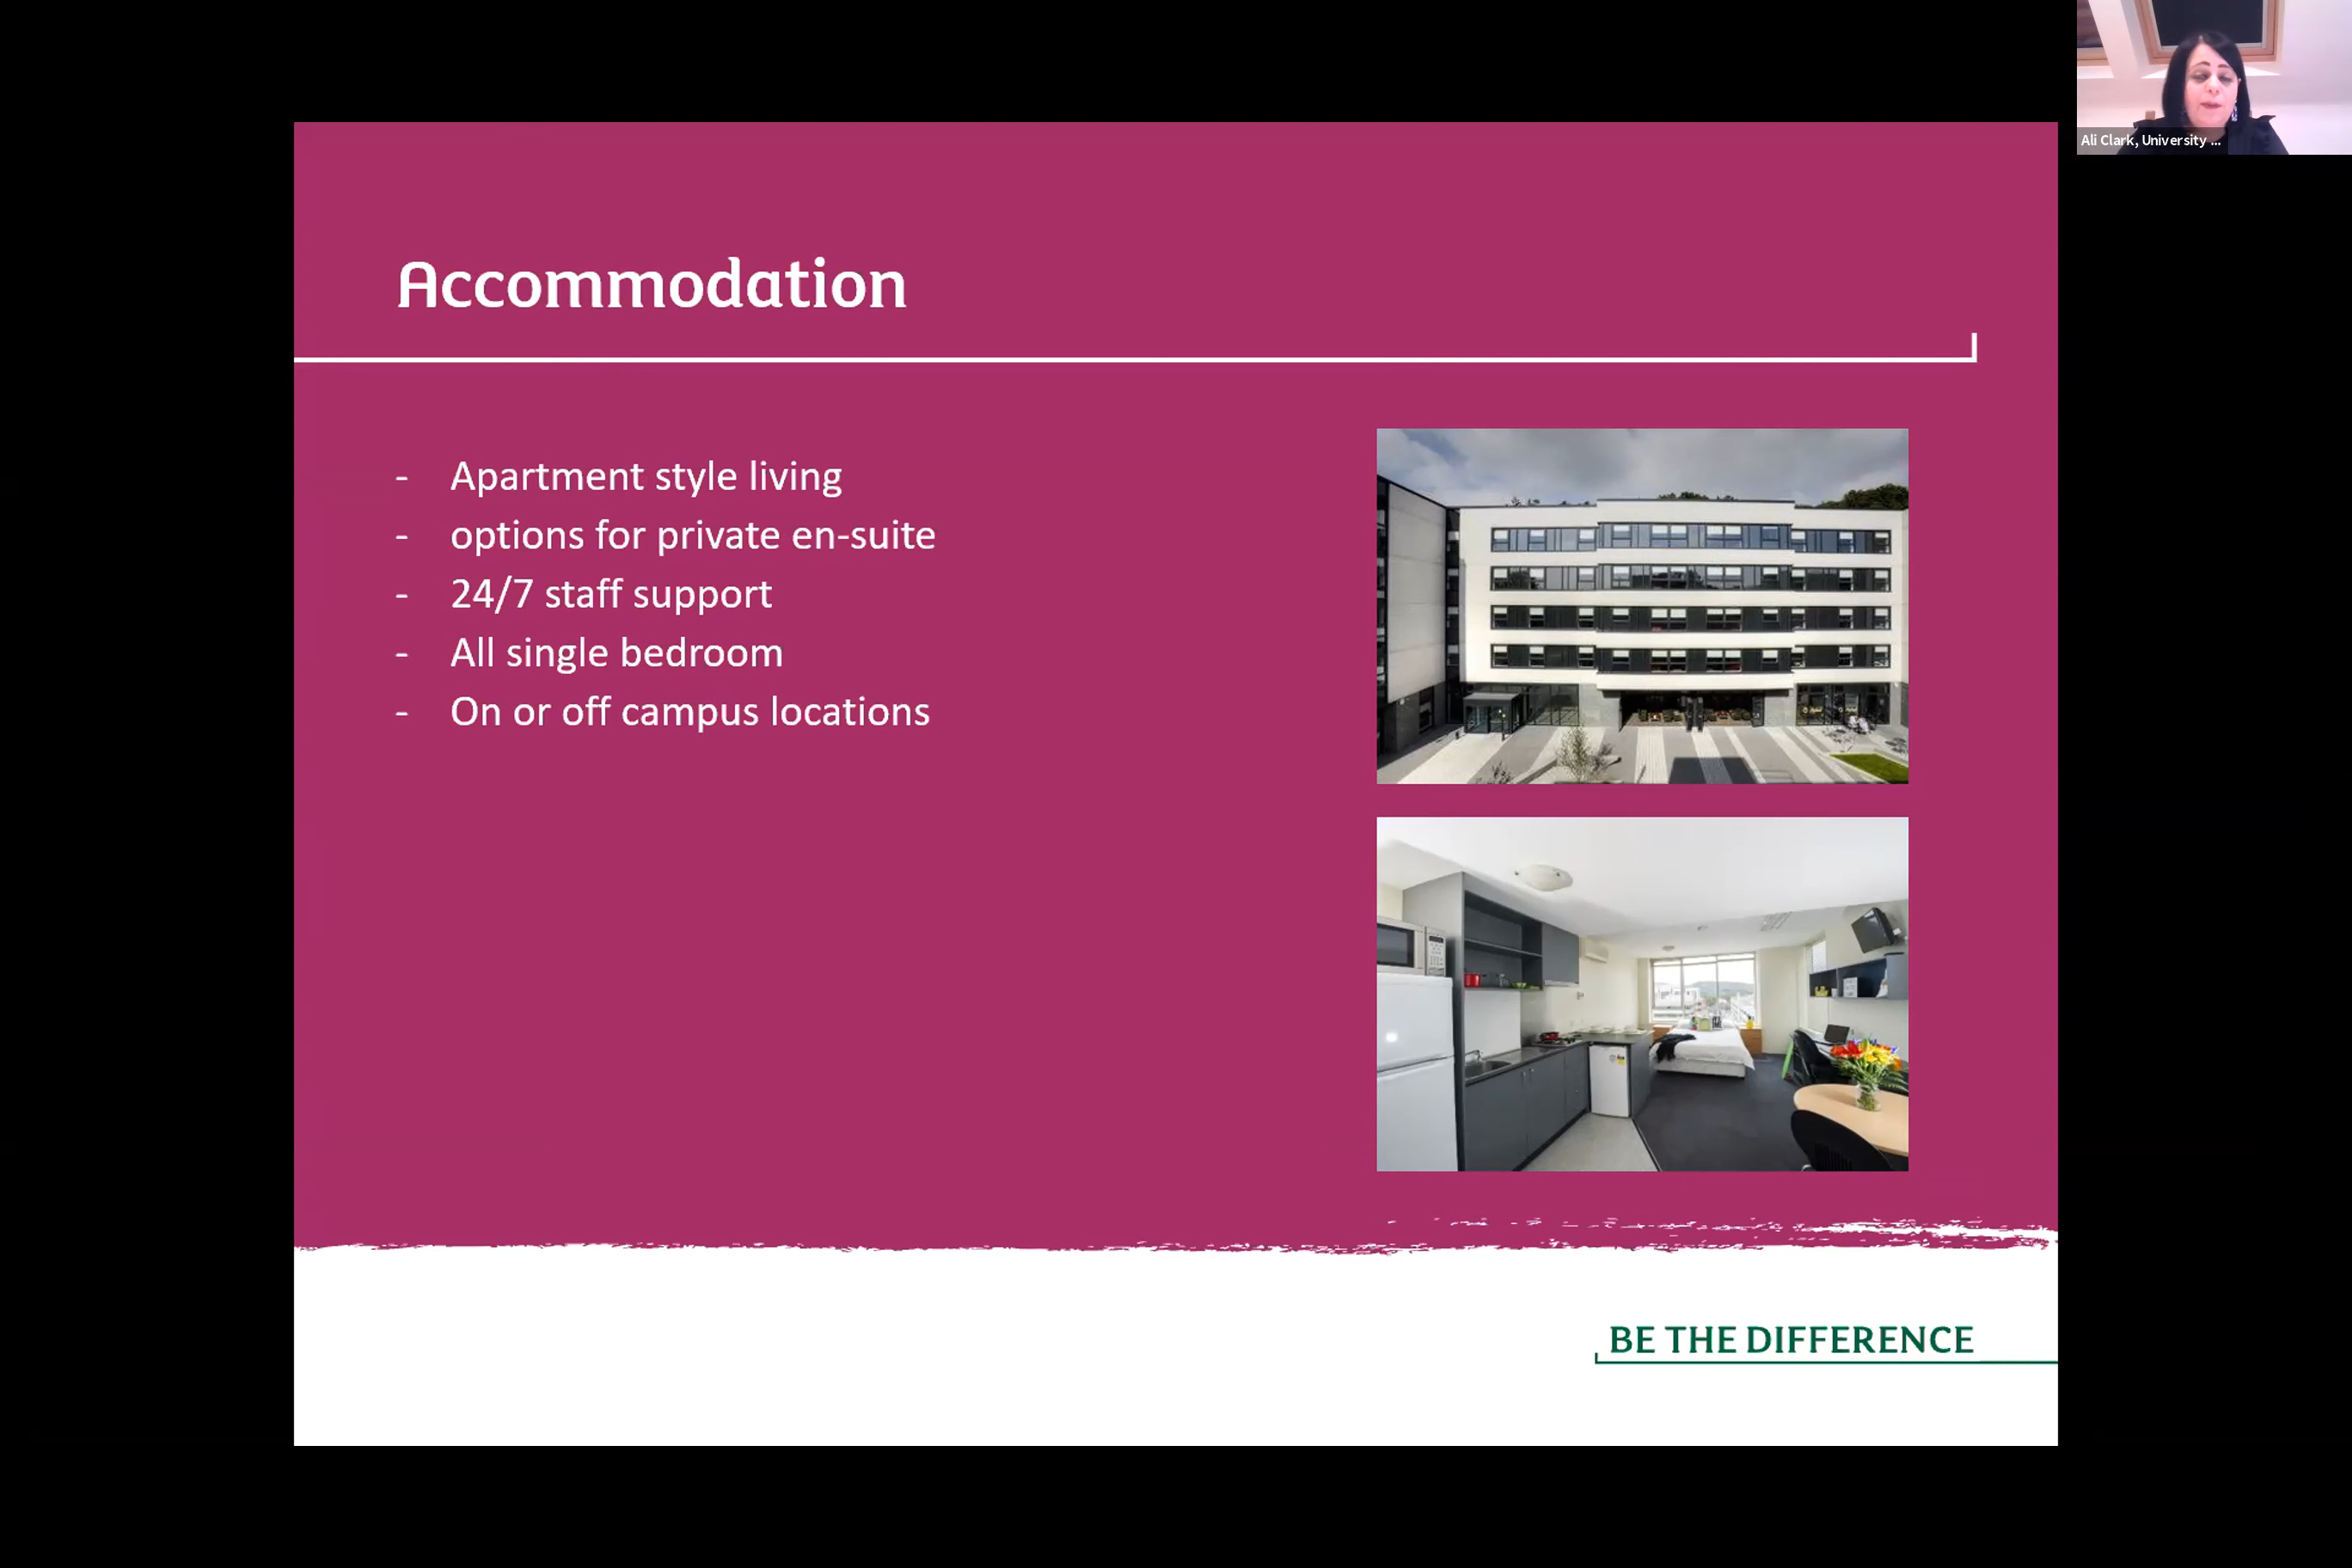 Ali Clark, University ...
Accommodation
- Apartment style living
- options for private en-suite
- 24/7 staff support
- All single bedroom
- On or off campus locations
BE THE DIFFERENCE